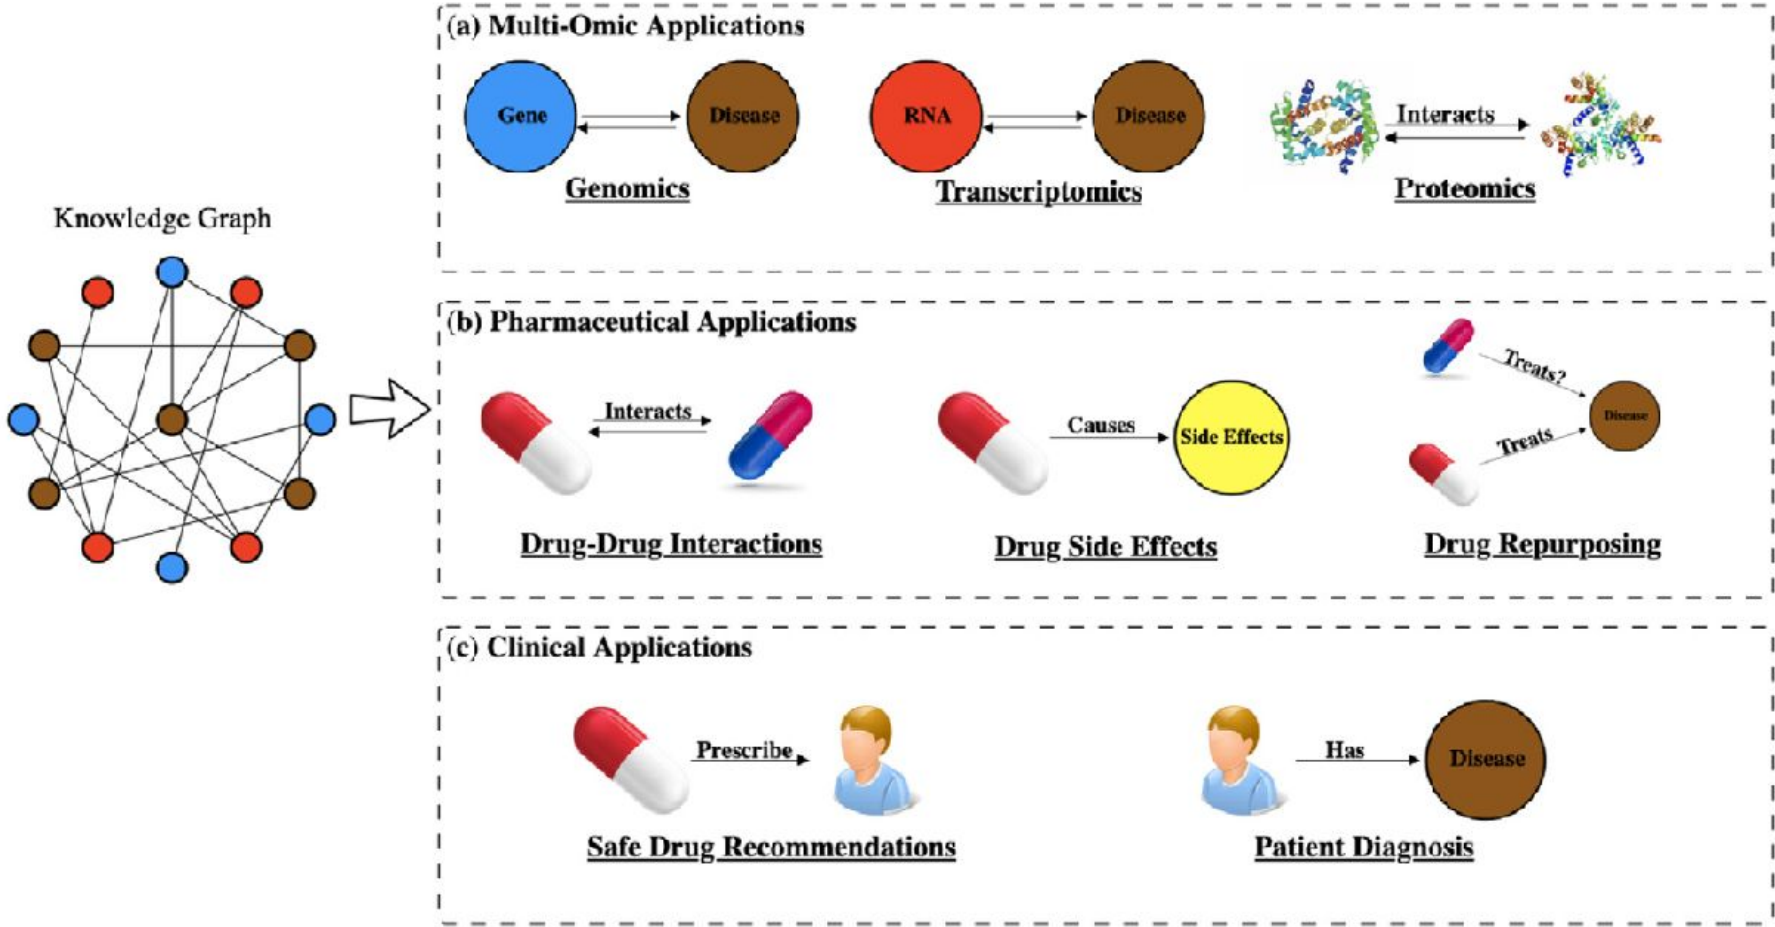 Knowledge Graph
(a) Multi-Omic Applications
Gene
Disease
Genomics
RNA
Disease
Transcriptomics
Interacts
Proteomics
(b) Pharmaceutical Applications
Interacts
Drug-Drug Interactions
Causes
Side Effects
Drug Side Effects
Treats?
Treats
Disease
Drug Repurposing
(c) Clinical Applications
Prescribe
Safe Drug Recommendations
Has
Disease
Patient Diagnosis